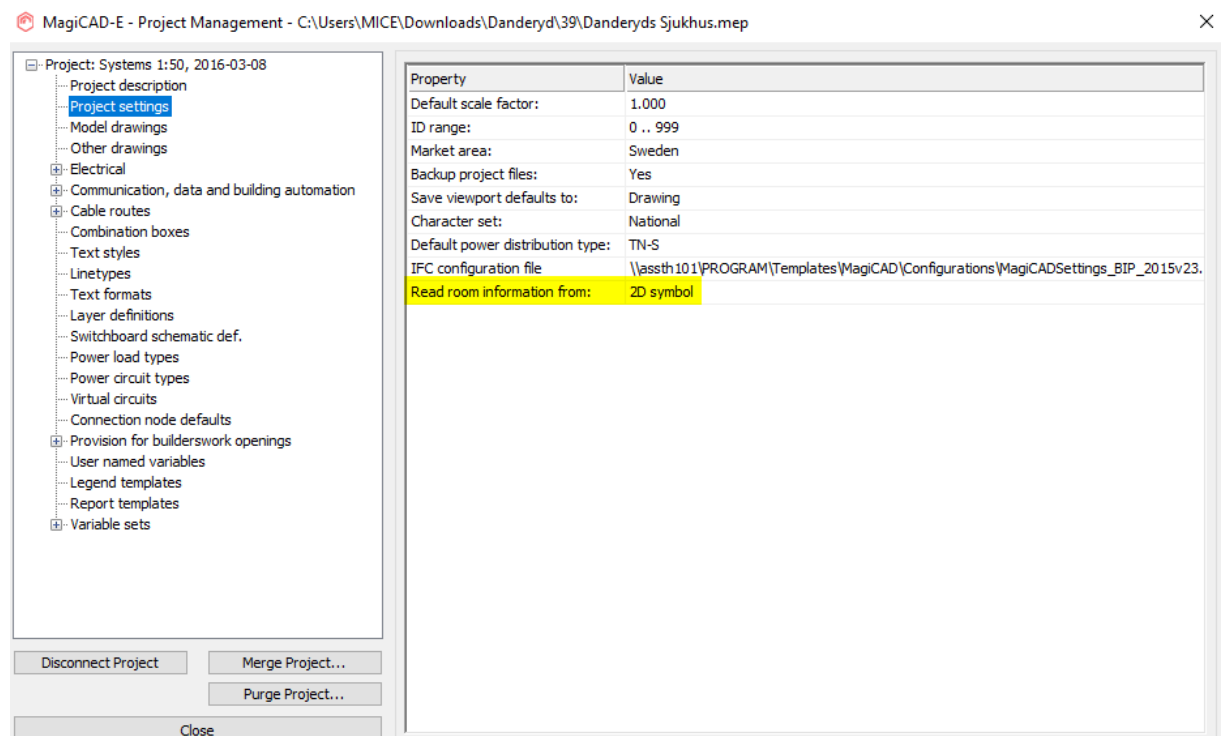 MagiCAD-E - Project Management - C:\Users\MICE\Downloads\Danderyd\39\Danderyds Sjukhus.mep
Project: Systems 1:50, 2016-03-08
Project description
Project settings
Model drawings
Other drawings
Electrical
Communication, data and building automation
Cable routes
Combination boxes
Text styles
Linetypes
Text formats
Layer definitions
Switchboard schematic def.
Power load types
Power circuit types
Virtual circuits
Connection node defaults
Provision for builderswork openings
User named variables
Legend templates
Report templates
Variable sets
Disconnect Project Merge Project...
Purge Project...
Close
Property Value
Default scale factor: 1.000
ID range: 0 .. 999
Market area: Sweden
Backup project files: Yes
Save viewport defaults to: Drawing
Character set: National
Default power distribution type: TN-S
IFC configuration file \\assth101\PROGRAM\Templates\MagiCAD\Configurations\MagiCADSettings_BIP_2015v23.
Read room information from: 2D symbol